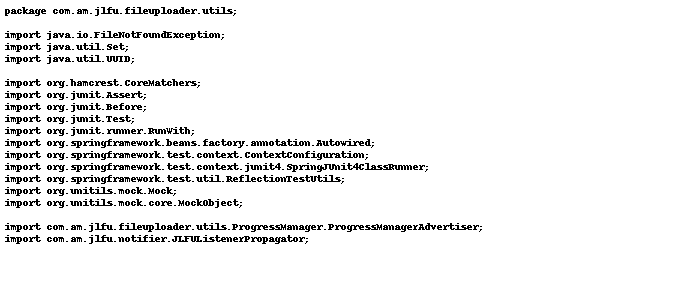 package com.am.jlfu.fileuploader.utils;

import java.io.FileNotFoundException;
import java.util.Set;
import java.util.UUID;

import org.hamcrest.CoreMatchers;
import org.junit.Assert;
import org.junit.Before;
import org.junit.Test;
import org.junit.runner.RunWith;
import org.springframework.beans.factory.annotation.Autowired;
import org.springframework.test.context.ContextConfiguration;
import org.springframework.test.context.junit4.SpringJUnit4ClassRunner;
import org.springframework.test.util.ReflectionTestUtils;
import org.unitils.mock.Mock;
import org.unitils.mock.core.MockObject;

import com.am.jlfu.fileuploader.utils.ProgressManager.ProgressManagerAdvertiser;
import com.am.jlfu.notifier.JLFUListenerPropagator;